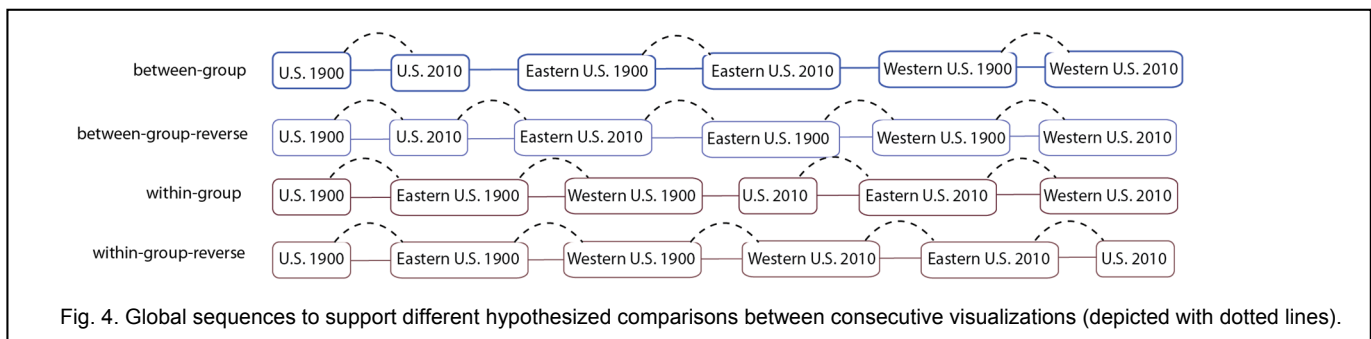 between-group U.S. 1900 U.S. 2010 Eastern U.S. 1900 Eastern U.S. 2010 Western U.S. 1900 Western U.S. 2010
between-group-reverse U.S. 1900 U.S. 2010 Eastern U.S. 2010 Eastern U.S. 1900 Western U.S. 1900 Western U.S. 2010
within-group U.S. 1900 Eastern U.S. 1900 Western U.S. 1900 U.S. 2010 Eastern U.S. 2010 Western U.S. 2010
within-group-reverse U.S. 1900 Eastern U.S. 1900 Western U.S. 1900 Western U.S. 2010 Eastern U.S. 2010 U.S. 2010
Fig. 4. Global sequences to support different hypothesized comparisons between consecutive visualizations (depicted with dotted lines).